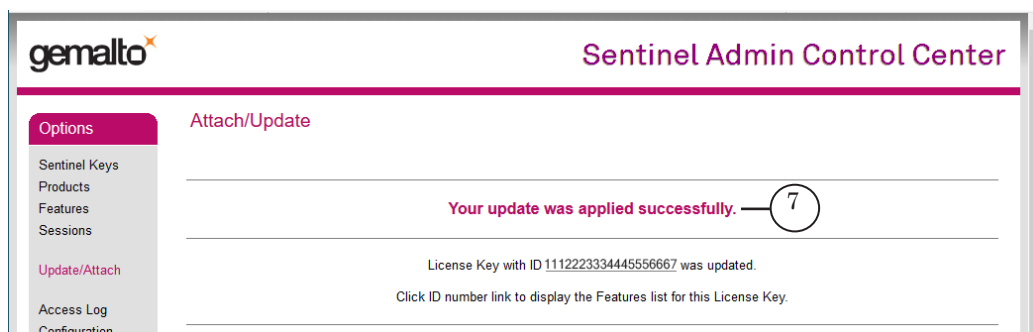 gemalto
Sentinel Admin Control Center
Options
Sentinel Keys
Products
Features
Sessions
Update/Attach
Access Log
Configuration
Attach/Update
Your update was applied successfully.
7
License Key with ID 1112223334445556667 was updated.
Click ID number link to display the Features list for this License Key.